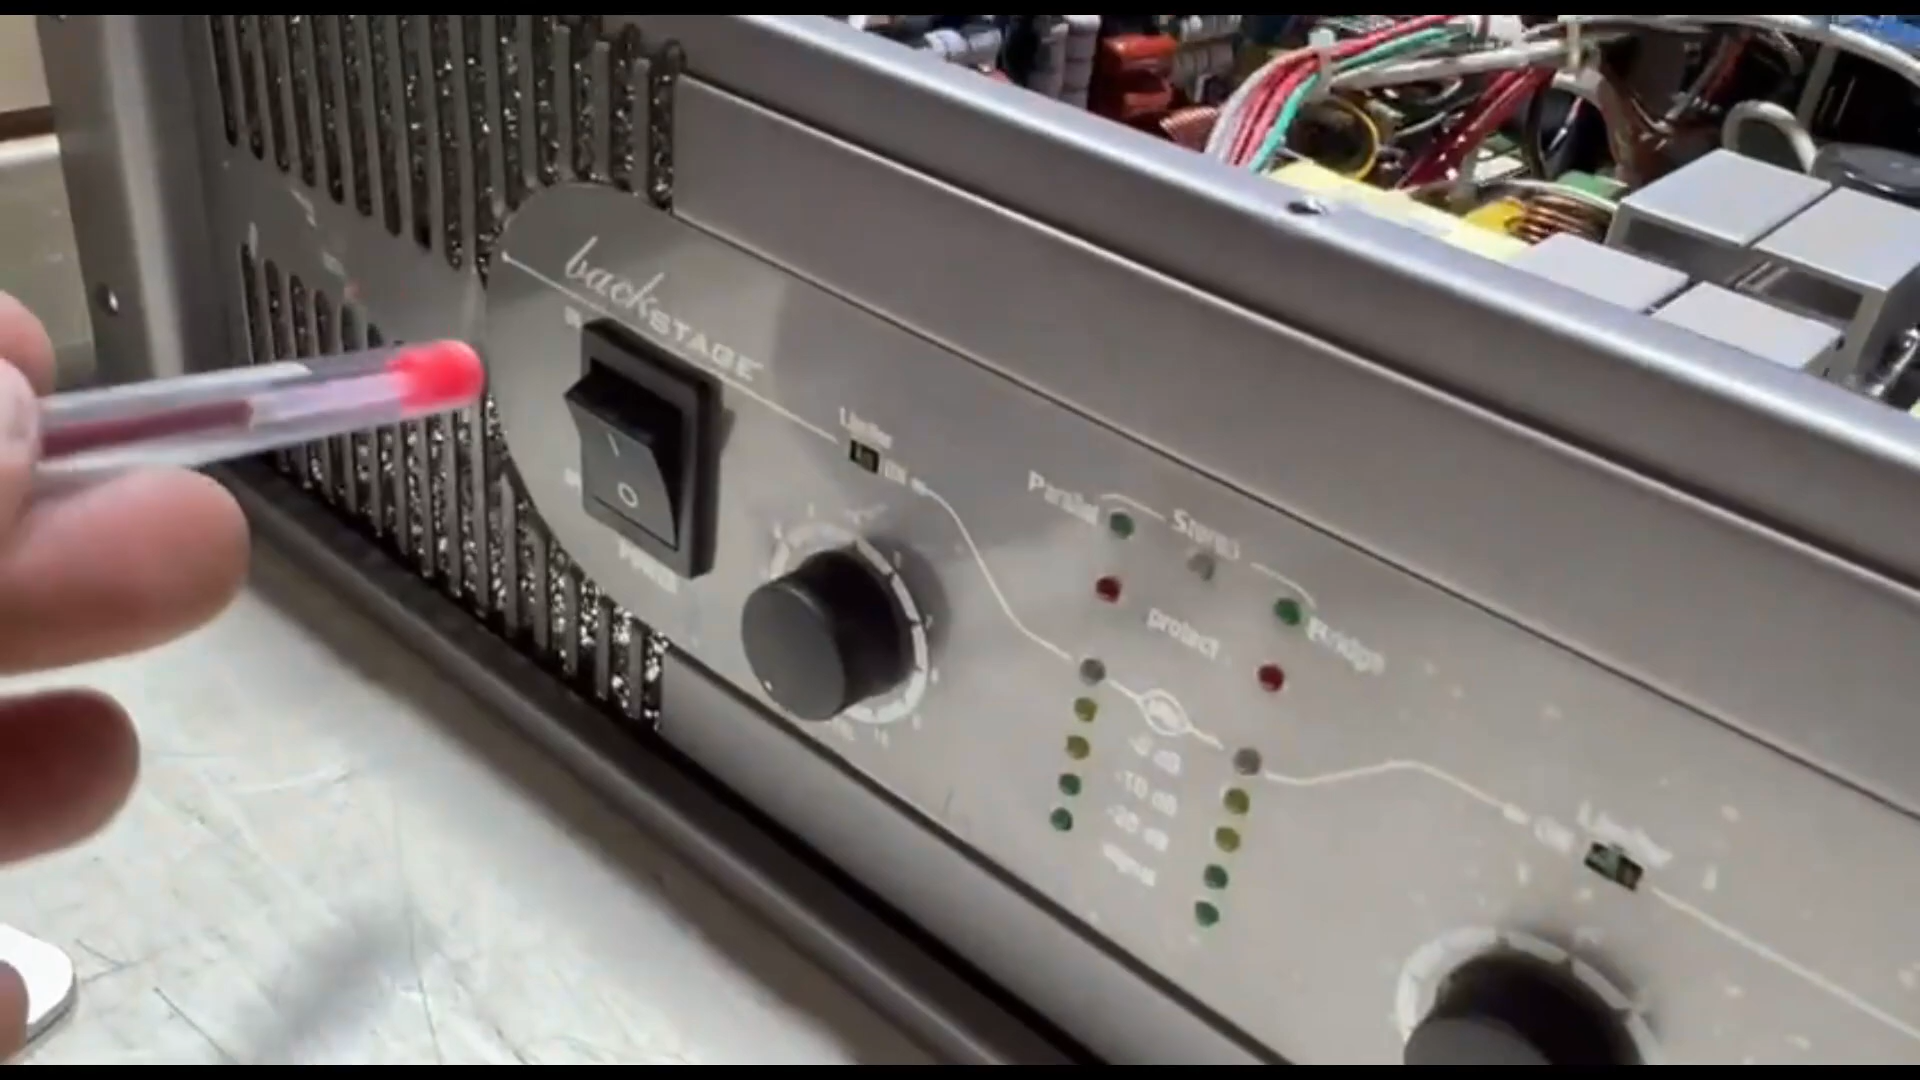 backSTAGE
Limiter
Parallel
Stereo
Bridge
protect
-10 dB
-20 dB
signal
Limiter